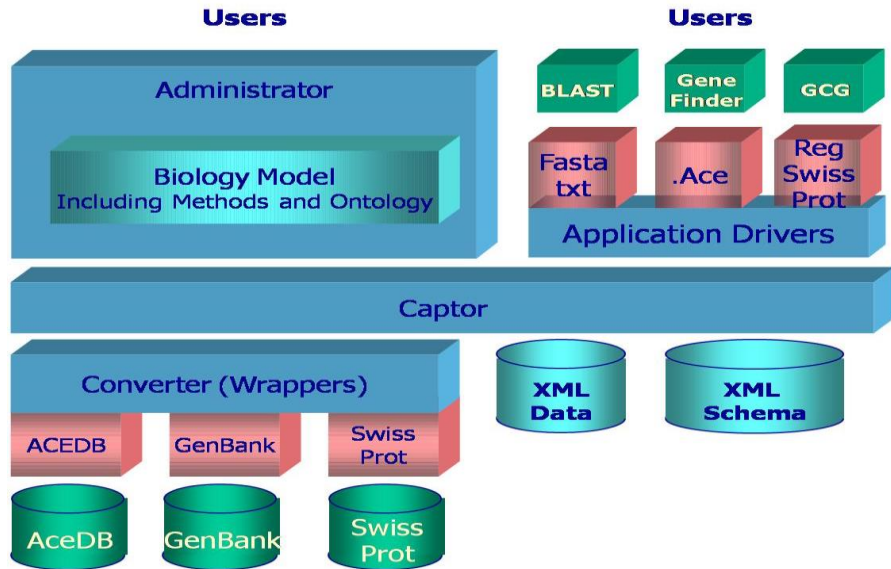 Users
Users
Administrator
Biology Model
Including Methods and Ontology
BLAST
Gene
Finder
GCG
Fasta
txt
.Ace
Reg
Swiss
Prot
Application Drivers
Captor
Converter (Wrappers)
XML
Data
XML
Schema
ACEDB
GenBank
Swiss
Prot
AceDB
GenBank
Swiss
Prot